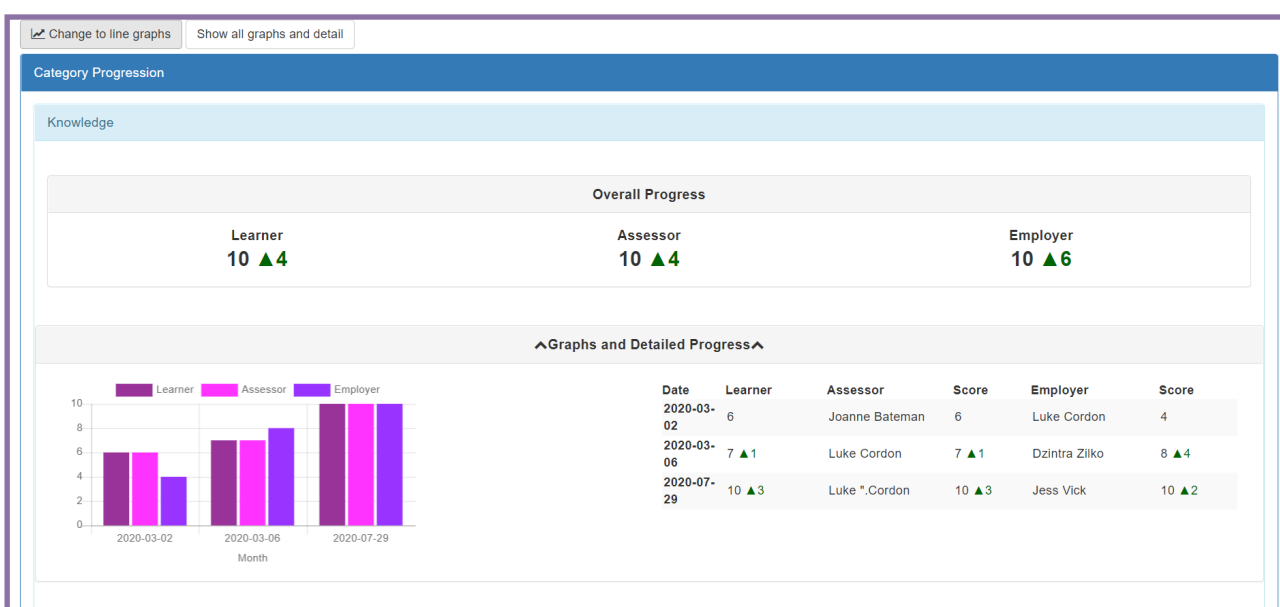 Change to line graphs Show all graphs and detail
Category Progression
Knowledge
Overall Progress
Learner Assessor Employer
10 ▲4 10 ▲4 10 ▲6
Graphs and Detailed Progress
Learner Assessor Employer
10
8
6
4
2
0
2020-03-02 2020-03-06 2020-07-29
Month
Date Learner Assessor Score Employer Score
2020-03-
02 6 Joanne Bateman 6 Luke Cordon 4
2020-03-
06 7 ▲1 Luke Cordon 7 ▲1 Dzintra Zilko 8 ▲4
2020-07-
29 10 ▲3 Luke ".Cordon 10 ▲3 Jess Vick 10 ▲2